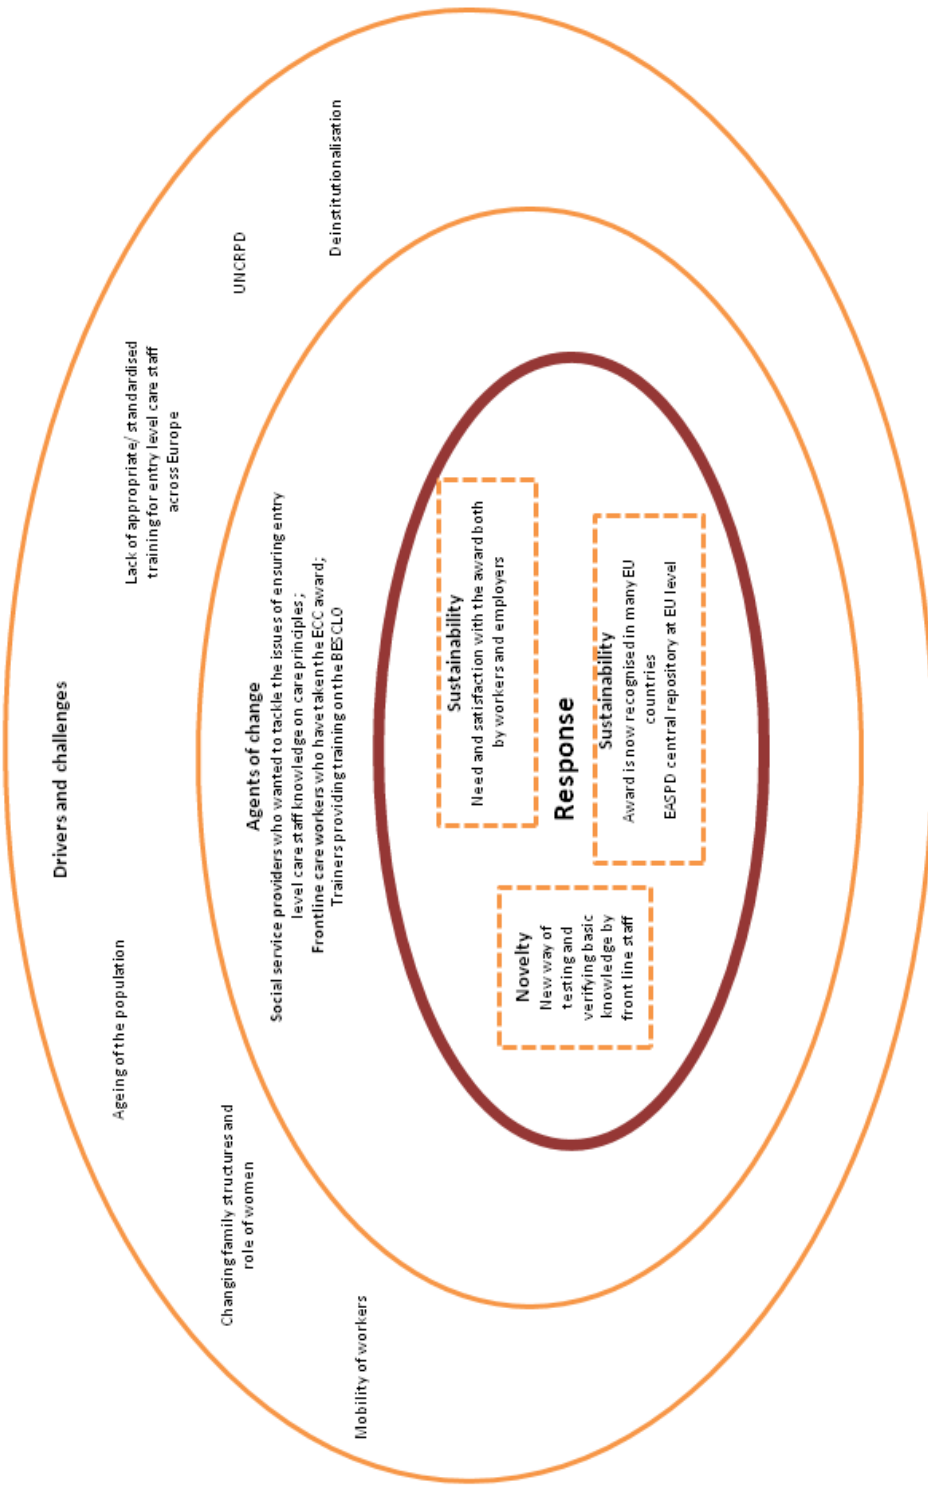 Drivers and challenges
Ageing of the population
Lack of appropriate/ standardised
training for entry level care staff
across Europe
Changing family structures and
role of women
UNCRPD
Mobility of workers
Deinstitutionalisation
Agents of change
Social service providers who wanted to tackle the issues of ensuring entry
level care staff knowledge on care principles;
Frontline care workers who have taken the ECC award;
Trainers providing training on the BESCLO
Sustainability
Need and satisfaction with the award both
by workers and employers
Response
Novelty
New way of
testing and
verifying basic
knowledge by
front line staff
Sustainability
Award is now recognised in many EU
countries
EASPD central repository at EU level